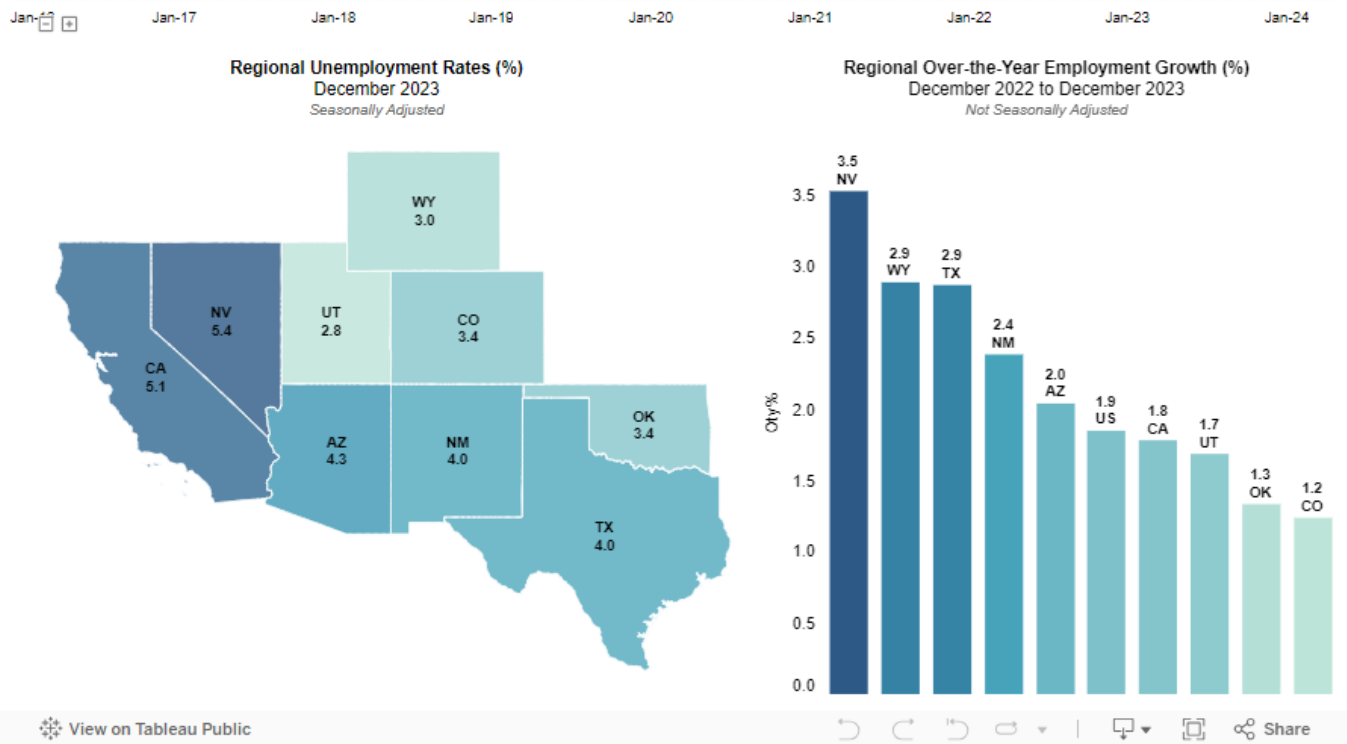 Jan-17
Jan-18
Jan-19
Jan-20
Jan-21
Jan-22
Jan-23
Jan-24
Regional Unemployment Rates (%)
December 2023
Seasonally Adjusted
WY
3.0
NV
5.4
UT
2.8
CO
3.4
CA
5.1
AZ
4.3
NM
4.0
OK
3.4
TX
4.0
Regional Over-the-Year Employment Growth (%)
December 2022 to December 2023
Not Seasonally Adjusted
Oty%
3.5
3.0
2.5
2.0
1.5
1.0
0.5
0.0
3.5
NV
2.9
WY
2.9
TX
2.4
NM
2.0
AZ
1.9
US
1.8
CA
1.7
UT
1.3
OK
1.2
CO
View on Tableau Public
Share